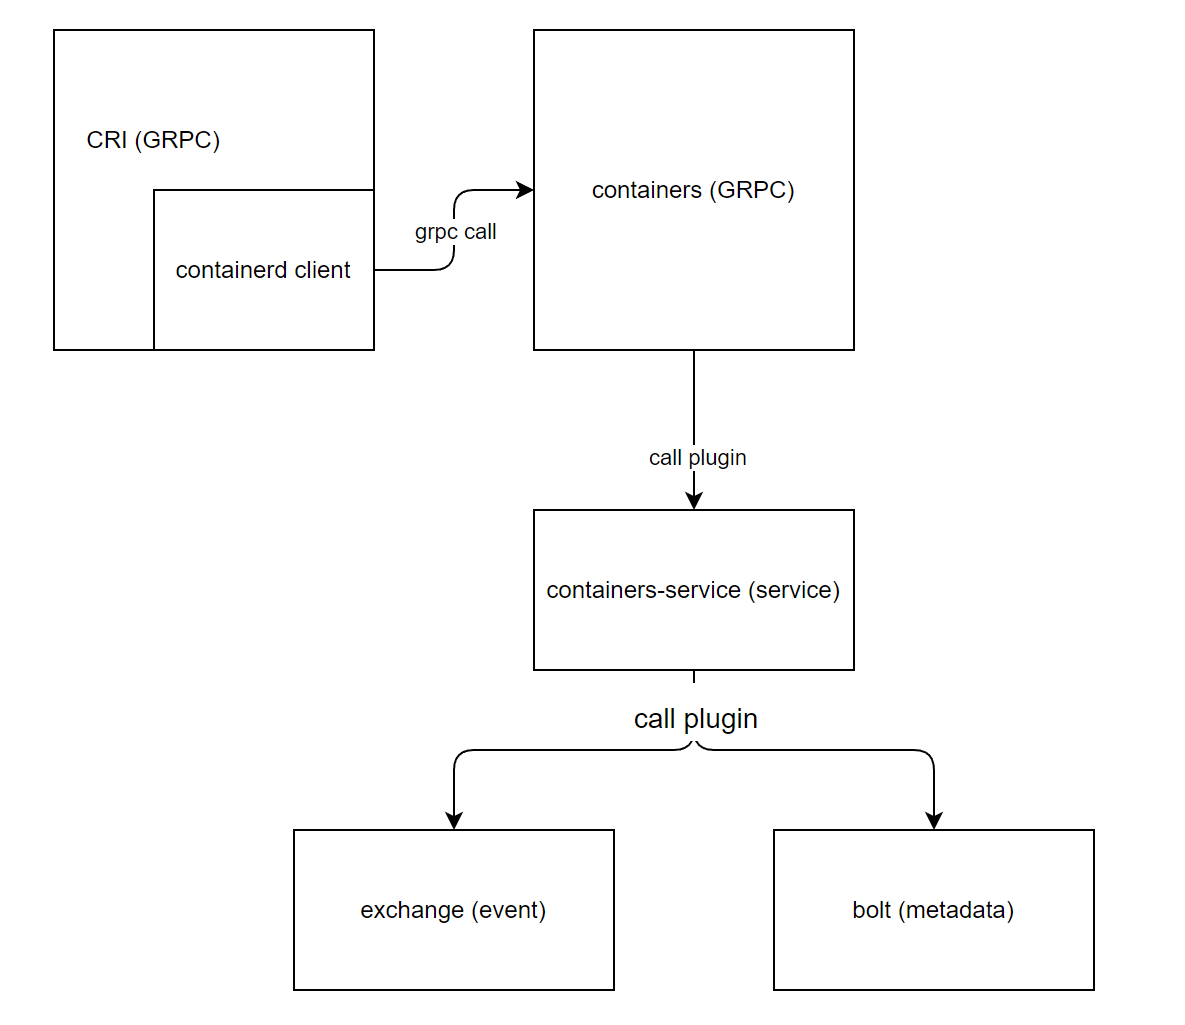 CRI (GRPC)
containerd client
grpc call
containers (GRPC)
call plugin
containers-service (service)
call plugin
exchange (event)
bolt (metadata)